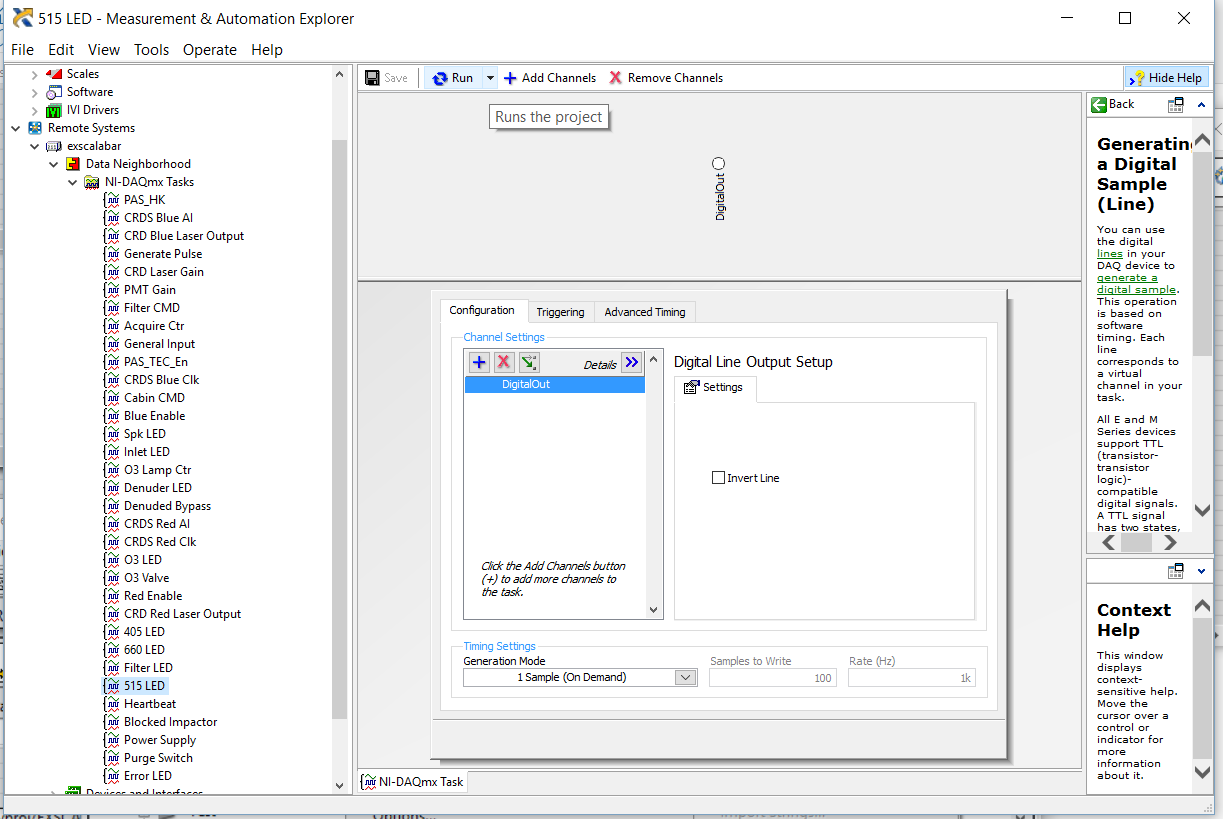 515 LED - Measurement & Automation Explorer
File Edit View Tools Operate Help
Scales
Software
IVI Drivers
Remote Systems
exscalabar
Data Neighborhood
NI-DAQmx Tasks
PAS_HK
CRDS Blue AI
CRD Blue Laser Output
Generate Pulse
CRD Laser Gain
PMT Gain
Filter CMD
Acquire Ctr
General Input
PAS_TEC_En
CRDS Blue Clk
Cabin CMD
Blue Enable
Spk LED
Inlet LED
O3 Lamp Ctr
Denuder LED
Denuded Bypass
CRDS Red AI
CRDS Red Clk
O3 LED
O3 Valve
Red Enable
CRD Red Laser Output
405 LED
660 LED
Filter LED
515 LED
Heartbeat
Blocked Impactor
Power Supply
Purge Switch
Error LED
Devices and Interfaces
Save Run Add Channels Remove Channels Hide Help
Runs the project
DigitalOut
Configuration Triggering Advanced Timing
Channel Settings
Details
DigitalOut
Click the Add Channels button
(+) to add more channels to
the task.
Digital Line Output Setup
Settings
Invert Line
Timing Settings
Generation Mode Samples to Write Rate (Hz)
1 Sample (On Demand) 100 1k
NI-DAQmx Task
Back
Generating
a Digital
Sample
(Line)
You can use
the digital
lines in your
DAQ device to
generate a
digital sample.
This operation
is based on
software
timing. Each
line
corresponds to
a virtual
channel in your
task.
All E and M
Series devices
support TTL
(transistor-
transistor
logic)-
compatible
digital signals.
A TTL signal
has two states,
Context
Help
This window
displays
context-
sensitive help.
Move the
cursor over a
control or
indicator for
more
information
about it.